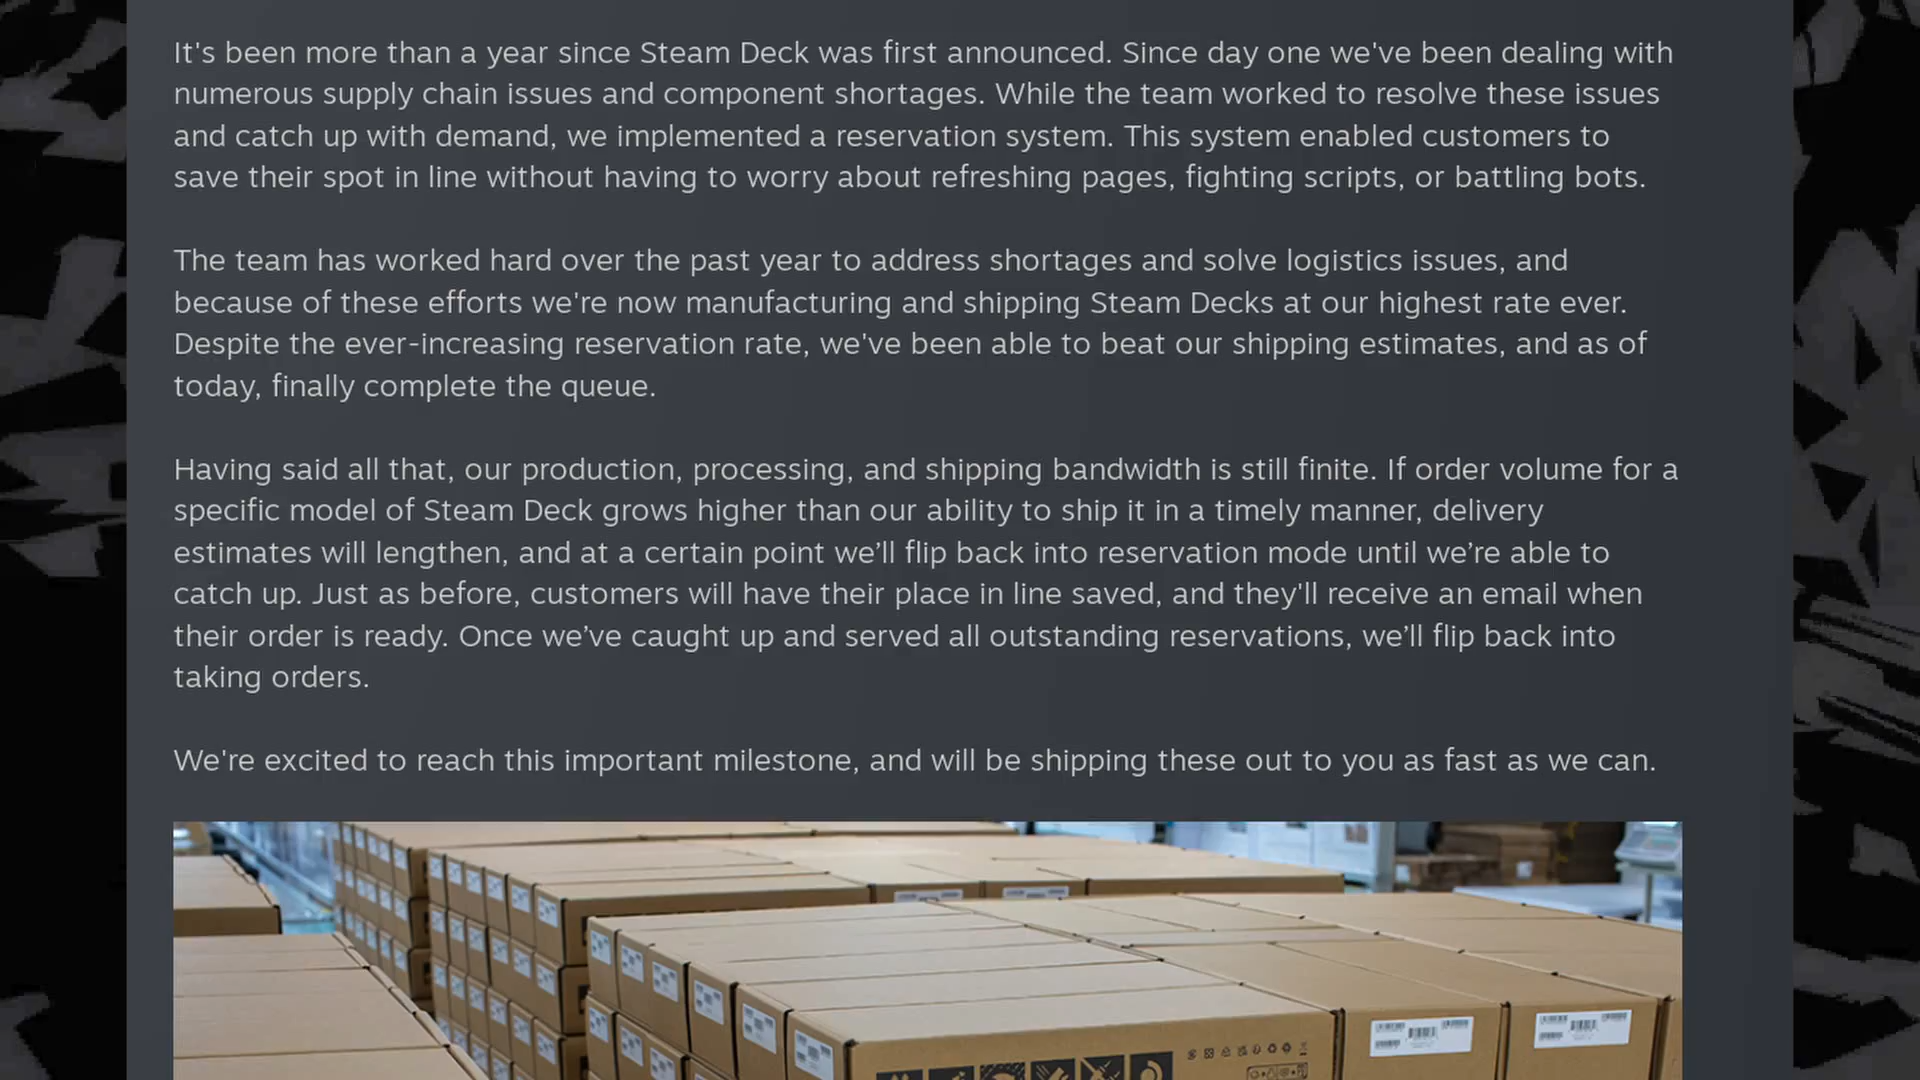 It's been more than a year since Steam Deck was first announced. Since day one we've been dealing with
numerous supply chain issues and component shortages. While the team worked to resolve these issues
and catch up with demand, we implemented a reservation system. This system enabled customers to
save their spot in line without having to worry about refreshing pages, fighting scripts, or battling bots.
The team has worked hard over the past year to address shortages and solve logistics issues, and
because of these efforts we're now manufacturing and shipping Steam Decks at our highest rate ever.
Despite the ever-increasing reservation rate, we've been able to beat our shipping estimates, and as of
today, finally complete the queue.
Having said all that, our production, processing, and shipping bandwidth is still finite. If order volume for a
specific model of Steam Deck grows higher than our ability to ship it in a timely manner, delivery
estimates will lengthen, and at a certain point we’ll flip back into reservation mode until we’re able to
catch up. Just as before, customers will have their place in line saved, and they'll receive an email when
their order is ready. Once we’ve caught up and served all outstanding reservations, we’ll flip back into
taking orders.
We're excited to reach this important milestone, and will be shipping these out to you as fast as we can.